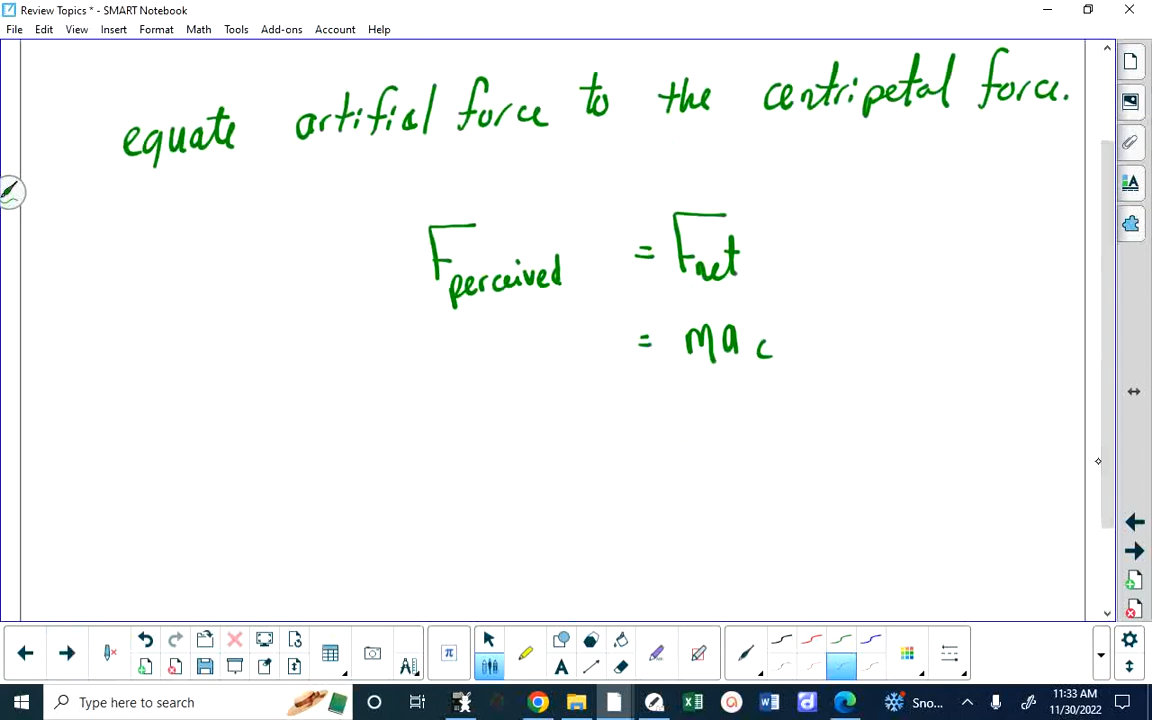 Review Topics * - SMART Notebook
File Edit View Insert Format Math Tools Add-ons Account Help
equate artifial force to the centripetal force.
Fperceived = Fnet
= mac
π
A
Type here to search
Sno...
11:33 AM
11/30/2022